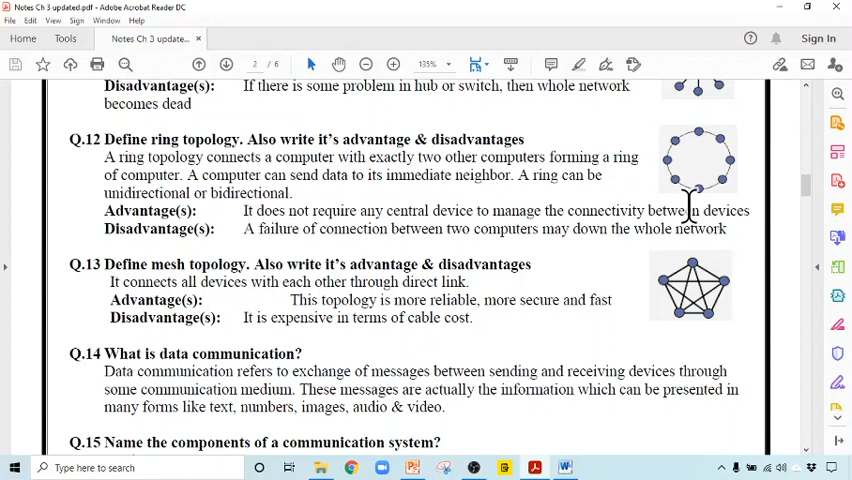 Notes Ch 3 updated.pdf - Adobe Acrobat Reader DC
File Edit View Sign Window Help
Home Tools Notes Ch 3 update... × Sign In
2 / 6 135%
Disadvantage(s): If there is some problem in hub or switch, then whole network
becomes dead
Q.12 Define ring topology. Also write it's advantage & disadvantages
A ring topology connects a computer with exactly two other computers forming a ring
of computer. A computer can send data to its immediate neighbor. A ring can be
unidirectional or bidirectional.
Advantage(s): It does not require any central device to manage the connectivity between devices
Disadvantage(s): A failure of connection between two computers may down the whole network
Q.13 Define mesh topology. Also write it's advantage & disadvantages
It connects all devices with each other through direct link.
Advantage(s): This topology is more reliable, more secure and fast
Disadvantage(s): It is expensive in terms of cable cost.
Q.14 What is data communication?
Data communication refers to exchange of messages between sending and receiving devices through
some communication medium. These messages are actually the information which can be presented in
many forms like text, numbers, images, audio & video.
Q.15 Name the components of a communication system?
Type here to search